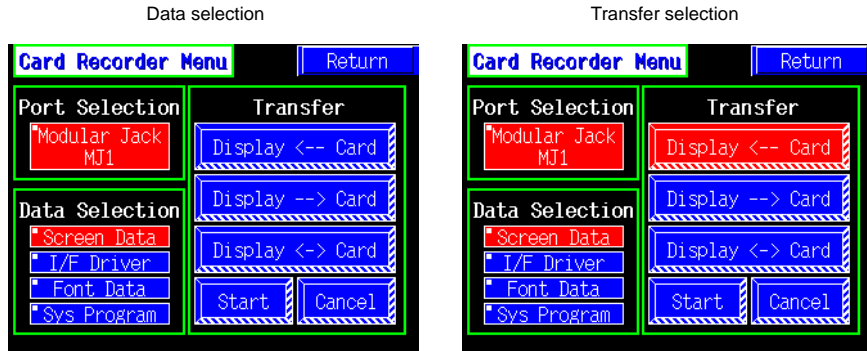 Data selection
Transfer selection
Card Recorder Menu
Return
Port Selection
Modular Jack
MJ1
Data Selection
Screen Data
I/F Driver
Font Data
Sys Program
Transfer
Display <-- Card
Display --> Card
Display <-> Card
Start
Cancel
Card Recorder Menu
Return
Port Selection
Modular Jack
MJ1
Data Selection
Screen Data
I/F Driver
Font Data
Sys Program
Transfer
Display <-- Card
Display --> Card
Display <-> Card
Start
Cancel